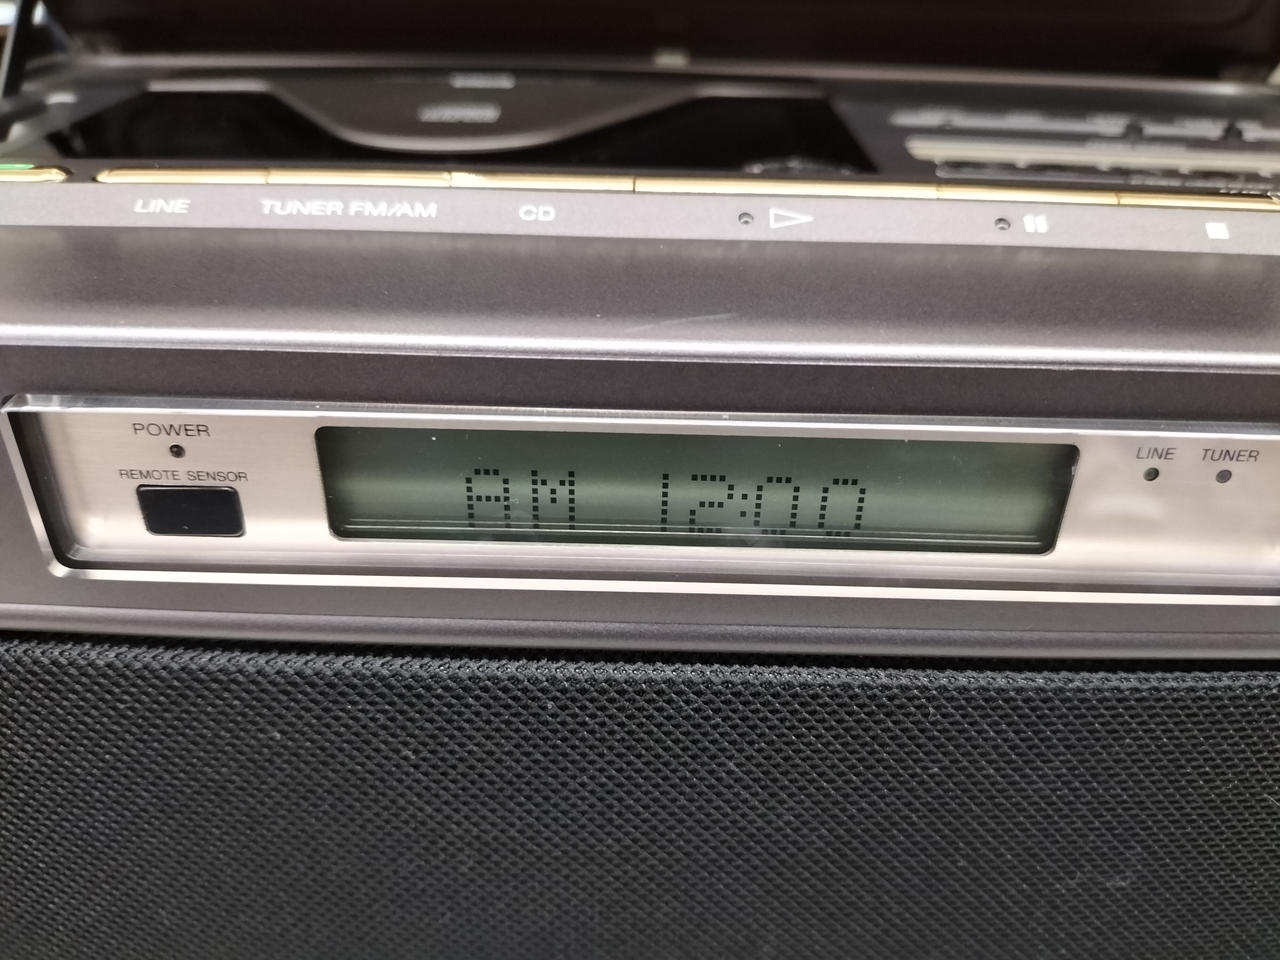 LINE TUNER FM/AM CD
POWER
REMOTE SENSOR
AM 12:00
LINE TUNER